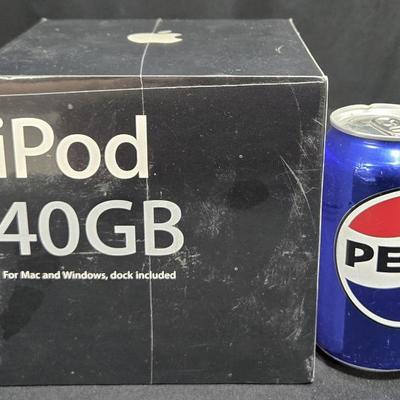 iPod
40GB
For Mac and Windows, dock included
PE